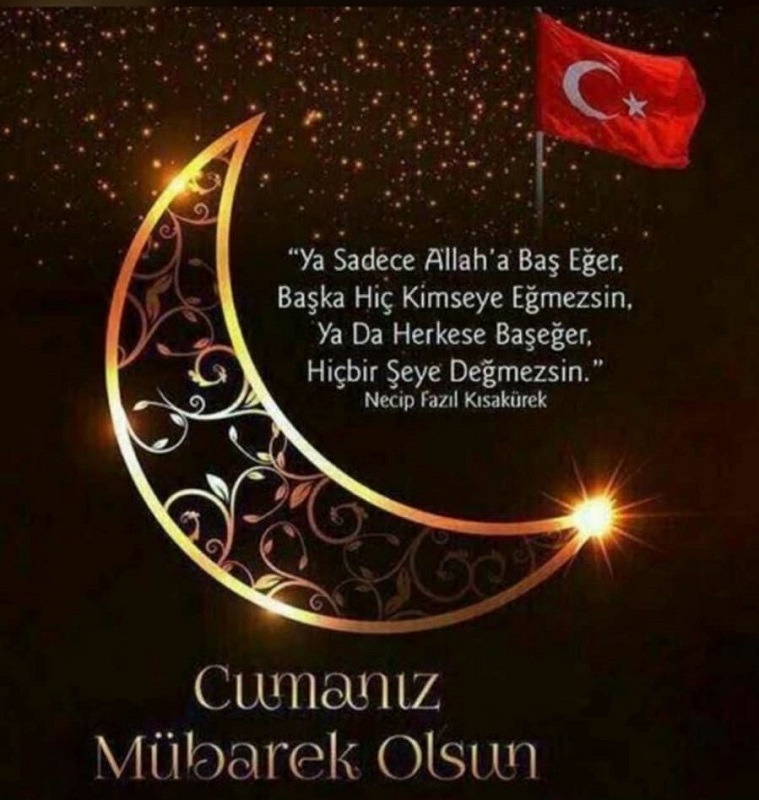 “Ya Sadece Allah'a Baş Eğer,
Başka Hiç Kimseye Eğmezsin,
Ya Da Herkese Başeğer,
Hiçbir Şeye Değmezsin.”
Necip Fazıl Kısakürek
Cumanız
Mübarek Olsun